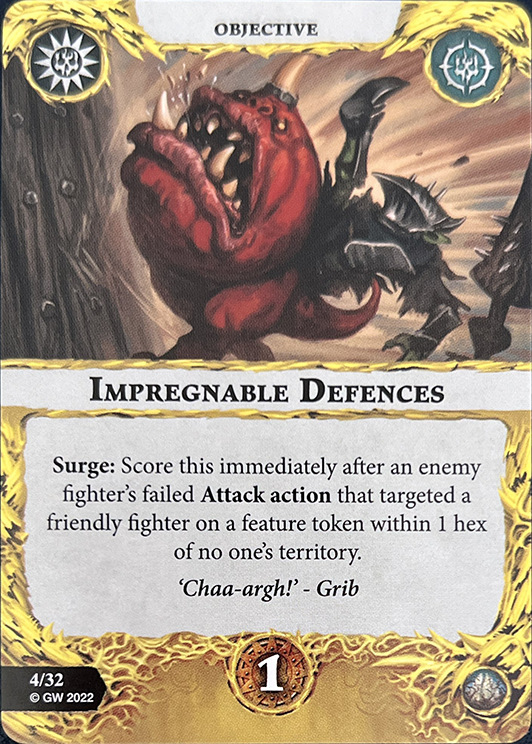 OBJECTIVE
IMPREGNABLE DEFENCES
Surge: Score this immediately after an enemy
fighter's failed Attack action that targeted a
friendly fighter on a feature token within 1 hex
of no one's territory.
‘Chaa-argh!’ - Grib
4/32
© GW 2022
1